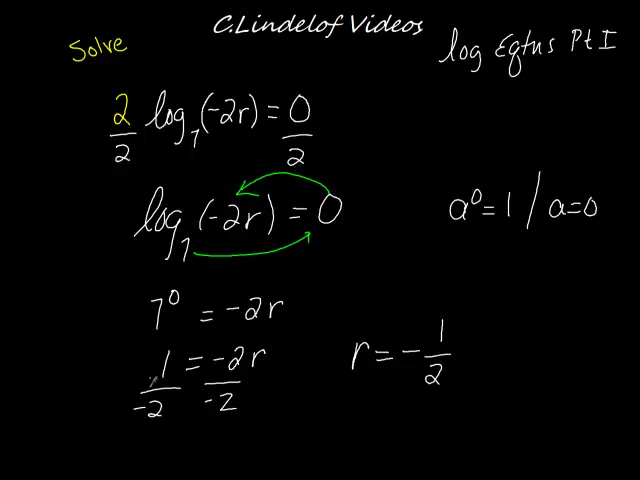 C.Lindelof Videos
Solve
log Eqtns Pt I
2/2 log₇(-2r) = 0/2
log₇(-2r) = 0
a⁰=1 / a=0
7⁰ = -2r
1/-2 = -2r/-2
r = -1/2